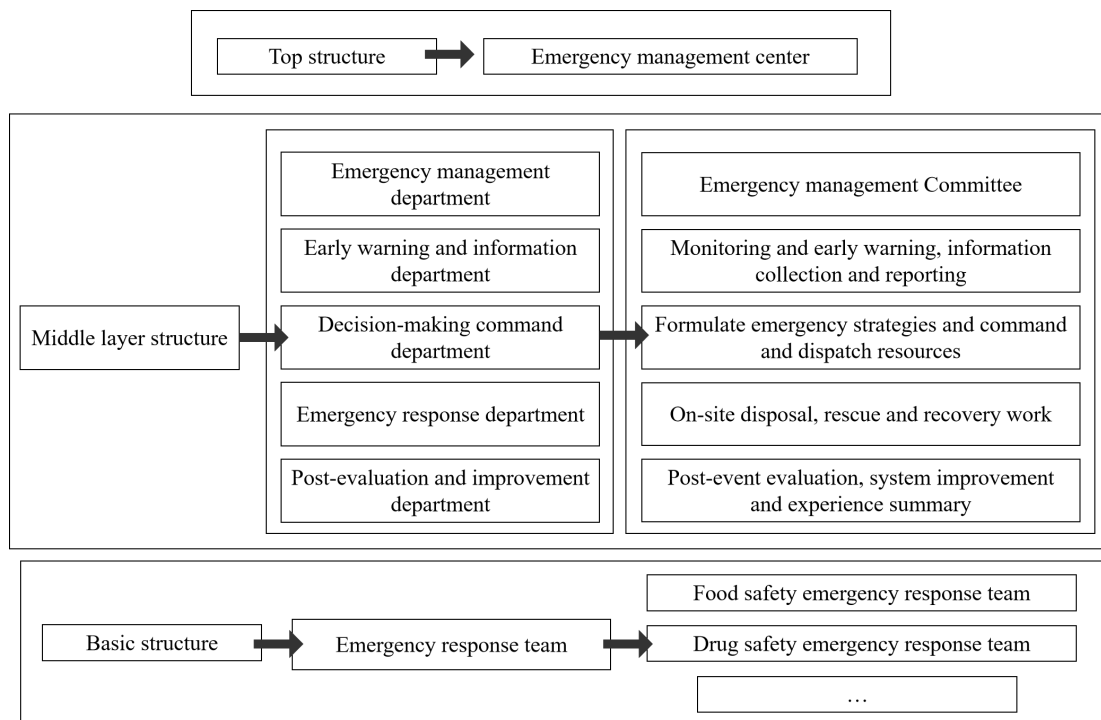 Top structure
Emergency management center
Middle layer structure
Emergency management
department
Early warning and information
department
Decision-making command
department
Emergency response department
Post-evaluation and improvement
department
Emergency management Committee
Monitoring and early warning, information
collection and reporting
Formulate emergency strategies and command
and dispatch resources
On-site disposal, rescue and recovery work
Post-event evaluation, system improvement
and experience summary
Basic structure
Emergency response team
Food safety emergency response team
Drug safety emergency response team
…